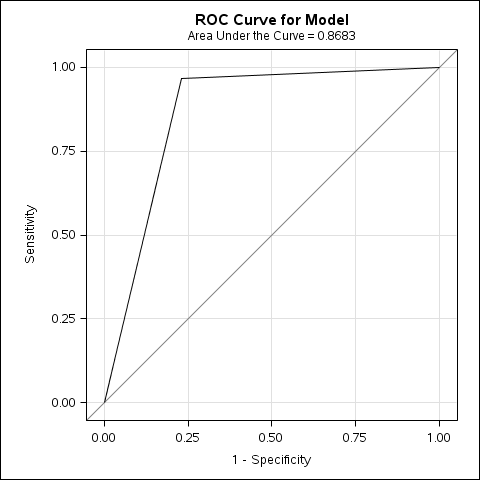 ROC Curve for Model
Area Under the Curve = 0.8683
Sensitivity
1.00
0.75
0.50
0.25
0.00
0.00 0.25 0.50 0.75 1.00
1 - Specificity